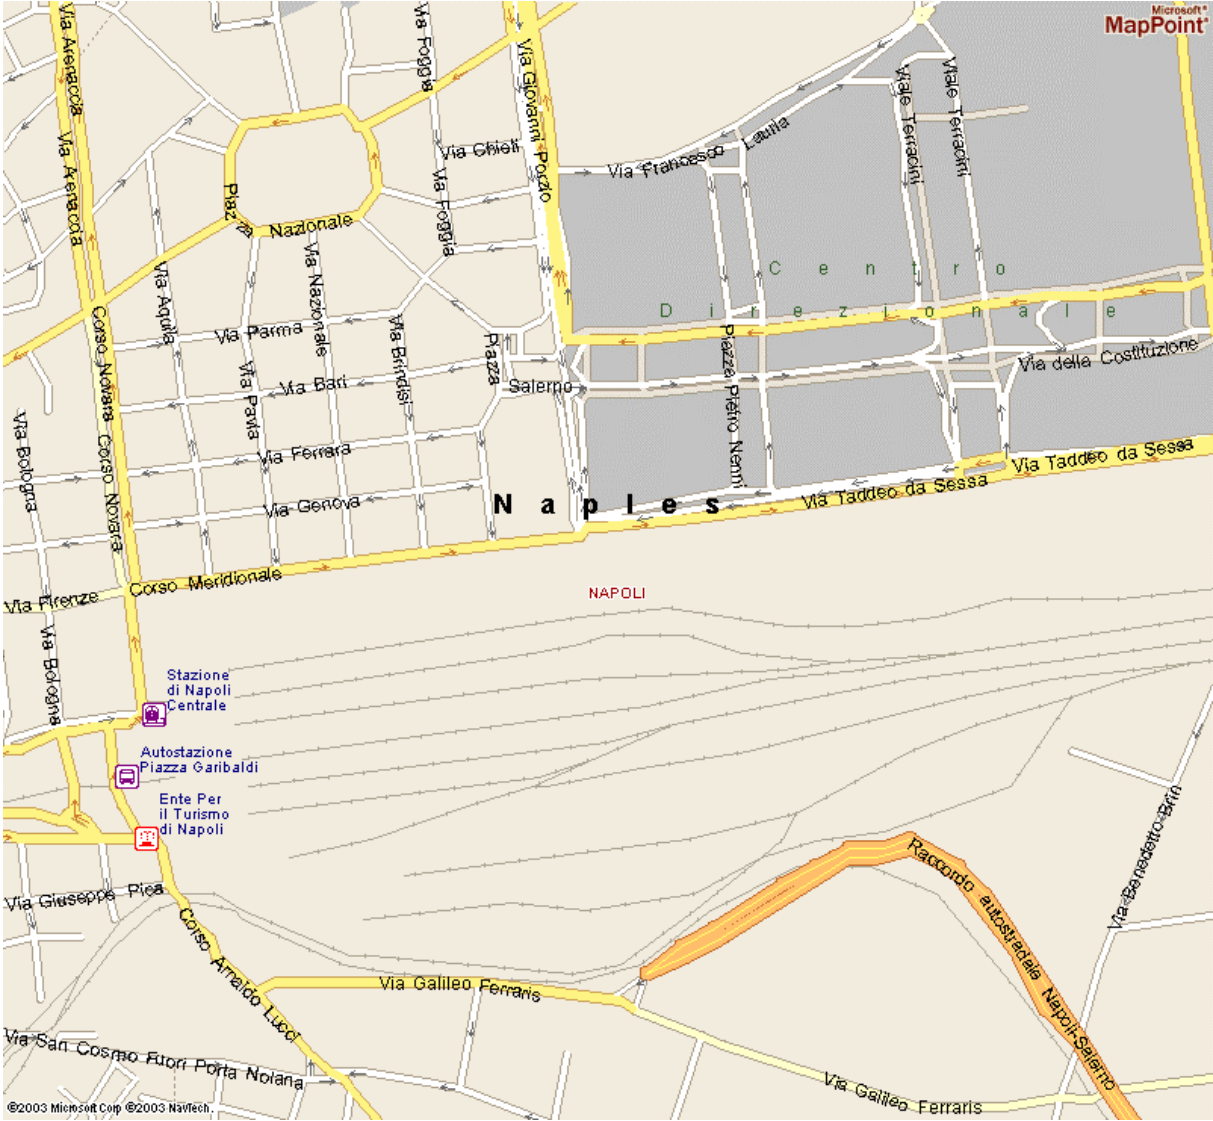 Microsoft®
MapPoint®
Via Arenaccia
Via Foggia
Via Giovanni Porzio
Viale Terracini
Viale Terracini
Via Arenaccia
Via Chieti
Via Francesco Lauria
Via Foggia
Piazza Nazionale
Via Aquila
Via Nazionale
Centro
Direzionale
Corso Novara
Via Parma
Via Brindisi
Piazza
Salerno
Piazza Pietro Nenni
Via della Costituzione
Via Bari
Via Pavia
Via Bologna
Corso Novara
Via Ferrara
Via Taddeo da Sessa
Via Genova
Naples
Via Taddeo da Sessa
Via Firenze
Corso Meridionale
NAPOLI
Via Bologna
Stazione
di Napoli
Centrale
Autostazione
Piazza Garibaldi
Ente Per
il Turismo
di Napoli
Via Benedetto Brin
Raccordo autostradale Napoli-Salerno
Via Giuseppe Pica
Corso Arnaldo Lucci
Via Galileo Ferraris
Via San Cosmo Fuori Porta Nolana
Via Galileo Ferraris
©2003 Microsoft Corp ©2003 NavTech.